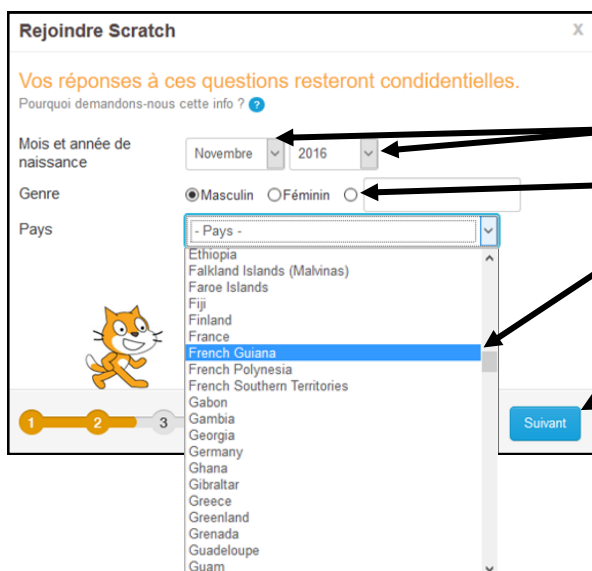 Rejoindre Scratch X
Vos réponses à ces questions resteront condidentielles.
Pourquoi demandons-nous cette info ? ?
Mois et année de
naissance
Novembre 2016
Genre Masculin Féminin
Pays - Pays -
Ethiopia
Falkland Islands (Malvinas)
Faroe Islands
Fiji
Finland
France
French Guiana
French Polynesia
French Southern Territories
Gabon
Gambia
Georgia
Germany
Ghana
Gibraltar
Greece
Greenland
Grenada
Guadeloupe
Guam
1 2 3 Suivant